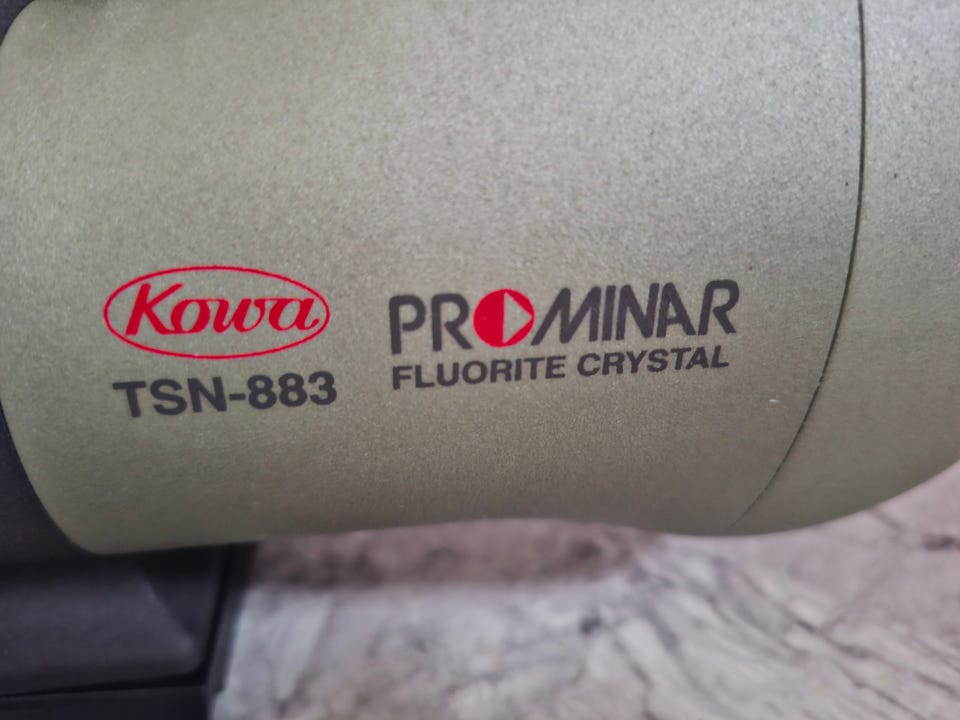 Kowa
TSN-883
PROMINAR
FLUORITE CRYSTAL